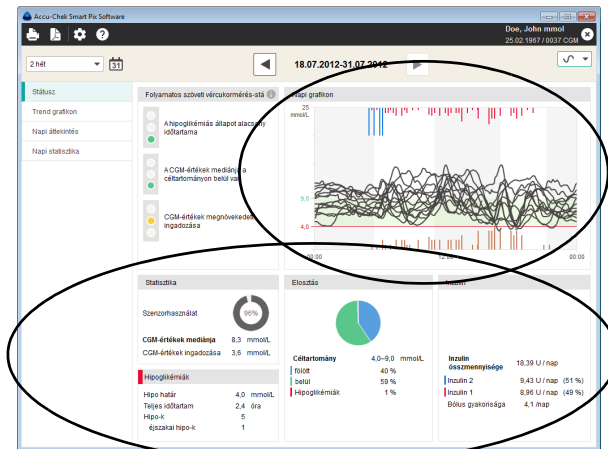 Accu-Chek Smart Pix Software
Doe, John mmol
25.02.1967 / 0037 CGM
2 hét
31
18.07.2012-31.07.2012
Státusz
Trend grafikon
Napi áttekintés
Napi statisztika
Folyamatos szöveti vércukormérés-stá
A hipoglikémiás állapot alacsony
időtartama
A CGM-értékek mediánja a
céltartományon belül van
CGM-értékek megnövekedett
ingadozása
Napi grafikon
25
mmol/L
9,0
4,0
00:00
12:00
00:00
Statisztika
Szenzorhasználat
96%
CGM-értékek mediánja 8,3 mmol/L
CGM-értékek ingadozása 3,6 mmol/L
Hipoglikémiák
Hipo határ 4,0 mmol/L
Teljes időtartam 2,4 óra
Hipo-k 5
éjszakai hipo-k 1
Elosztás
Céltartomány 4,0–9,0 mmol/L
fölött 40 %
belül 59 %
Hipoglikémiák 1 %
Inzulin
Inzulin
összmennyisége 18,39 U / nap
Inzulin 2 9,43 U / nap (51 %)
Inzulin 1 8,96 U / nap (49 %)
Bólus gyakorisága 4,1 /nap